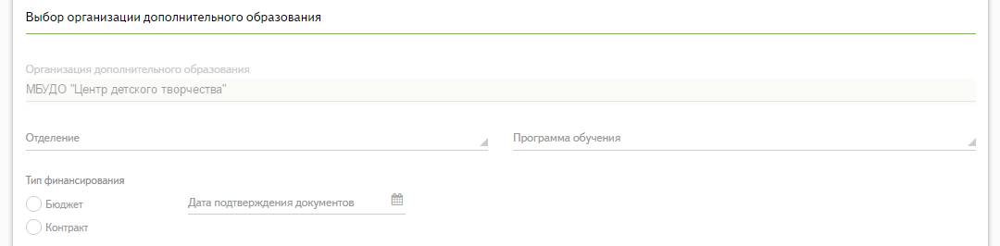 Выбор организации дополнительного образования
Организация дополнительного образования
МБУДО "Центр детского творчества"
Отделение
Программа обучения
Тип финансирования
Бюджет
Дата подтверждения документов
Контракт